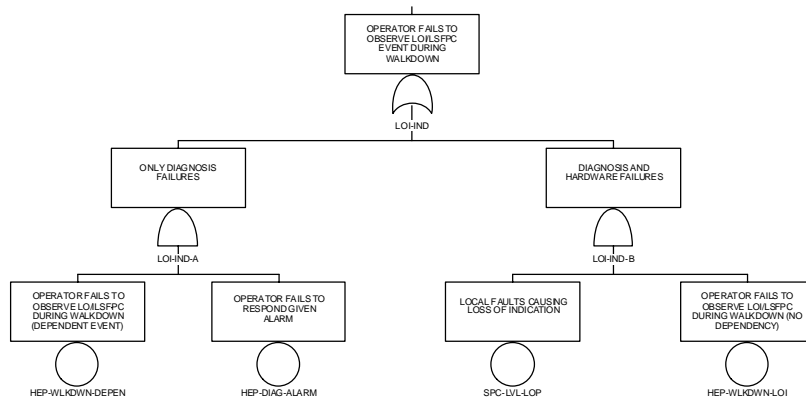 OPERATOR FAILS TO
OBSERVE LOI/LSFPC
EVENT DURING
WALKDOWN
LOI-IND
ONLY DIAGNOSIS
FAILURES
DIAGNOSIS AND
HARDWARE FAILURES
LOI-IND-A
LOI-IND-B
OPERATOR FAILS TO
OBSERVE LOI/LSFPC
DURING WALKDOWN
(DEPENDENT EVENT)
OPERATOR FAILS TO
RESPOND GIVEN
ALARM
LOCAL FAULTS CAUSING
LOSS OF INDICATION
OPERATOR FAILS TO
OBSERVE LOI/LSFPC
DURING WALKDOWN (NO
DEPENDENCY)
HEP-WLKDWN-DEPEN
HEP-DIAG-ALARM
SPC-LVL-LOP
HEP-WLKDWN-LOI